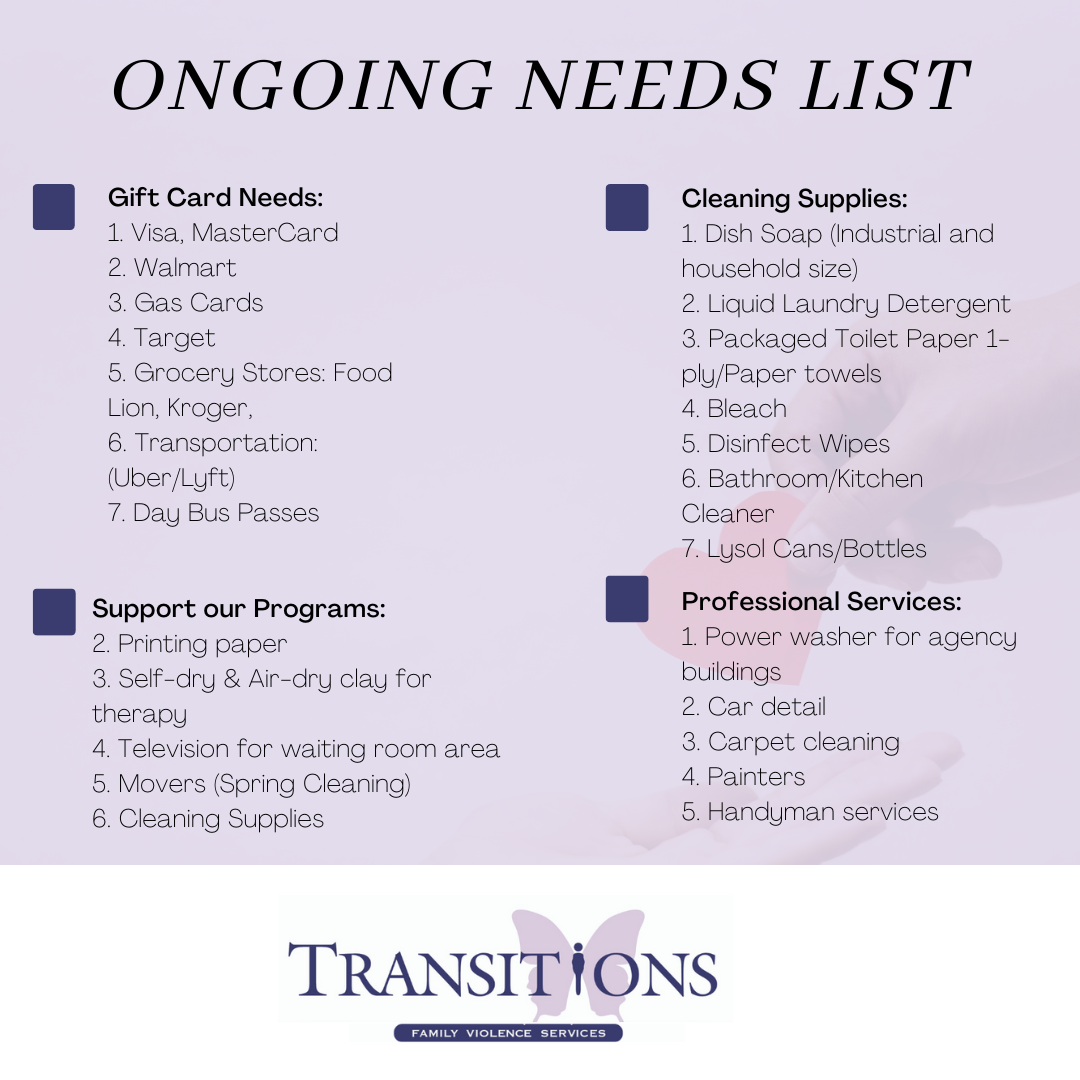 ONGOING NEEDS LIST
Gift Card Needs:
1. Visa, MasterCard
2. Walmart
3. Gas Cards
4. Target
5. Grocery Stores: Food
Lion, Kroger,
6. Transportation:
(Uber/Lyft)
7. Day Bus Passes
Support our Programs:
2. Printing paper
3. Self-dry & Air-dry clay for
therapy
4. Television for waiting room area
5. Movers (Spring Cleaning)
6. Cleaning Supplies
Cleaning Supplies:
1. Dish Soap (Industrial and
household size)
2. Liquid Laundry Detergent
3. Packaged Toilet Paper 1-
ply/Paper towels
4. Bleach
5. Disinfect Wipes
6. Bathroom/Kitchen
Cleaner
7. Lysol Cans/Bottles
Professional Services:
1. Power washer for agency
buildings
2. Car detail
3. Carpet cleaning
4. Painters
5. Handyman services
TRANSITIONS
FAMILY VIOLENCE SERVICES